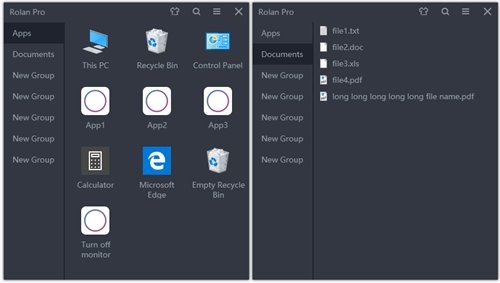 Rolan Pro
Apps
Documents
New Group
New Group
New Group
New Group
New Group
This PC
Recycle Bin
Control Panel
App1
App2
App3
Calculator
Microsoft
Edge
Empty Recycle
Bin
Turn off
monitor
Rolan Pro
Apps
Documents
New Group
New Group
New Group
New Group
New Group
file1.txt
file2.doc
file3.xls
file4.pdf
long long long long long file name.pdf